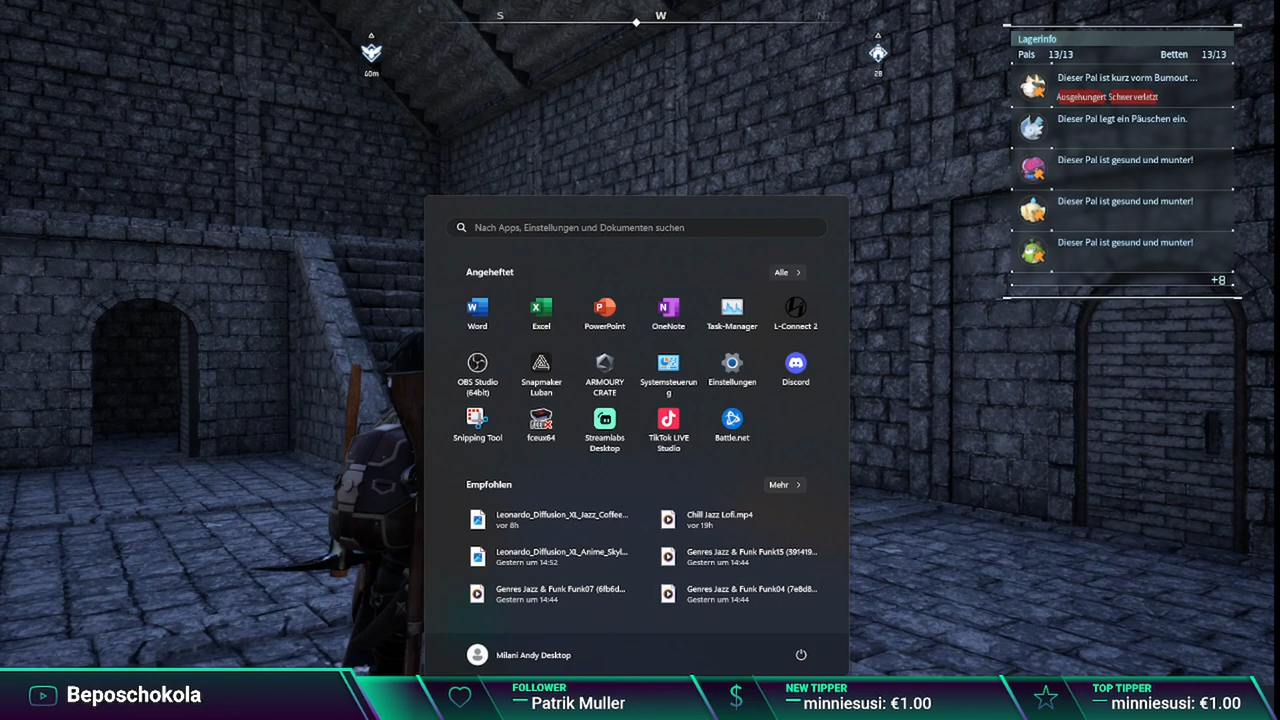 S W N
40m
28
Lagerinfo
Pals 13/13 Betten 13/13
Dieser Pal ist kurz vorm Burnout ...
Ausgehungert Schwerverletzt
Dieser Pal legt ein Päuschen ein.
Dieser Pal ist gesund und munter!
Dieser Pal ist gesund und munter!
Dieser Pal ist gesund und munter!
+8
Nach Apps, Einstellungen und Dokumenten suchen
Angeheftet Alle
Word Excel PowerPoint OneNote Task-Manager L-Connect 2
OBS Studio (64bit) Snapmaker Luban ARMOURY CRATE Systemsteuerung Einstellungen Discord
Snipping Tool fceux64 Streamlabs Desktop TikTok LIVE Studio Battle.net
Empfohlen Mehr
Leonardo_Diffusion_XL_Jazz_Coffee... Chill Jazz Lofi.mp4
vor 8h vor 19h
Leonardo_Diffusion_XL_Anime_Skyl... Genres Jazz & Funk Funk15 (391419...
Gestern um 14:52 Gestern um 14:44
Genres Jazz & Funk Funk07 (6fb6d... Genres Jazz & Funk Funk04 (7e8d8...
Gestern um 14:44 Gestern um 14:44
Milani Andy Desktop
Beposchokola
FOLLOWER
Patrik Muller
NEW TIPPER
minniesusi: €1.00
TOP TIPPER
minniesusi: €1.00